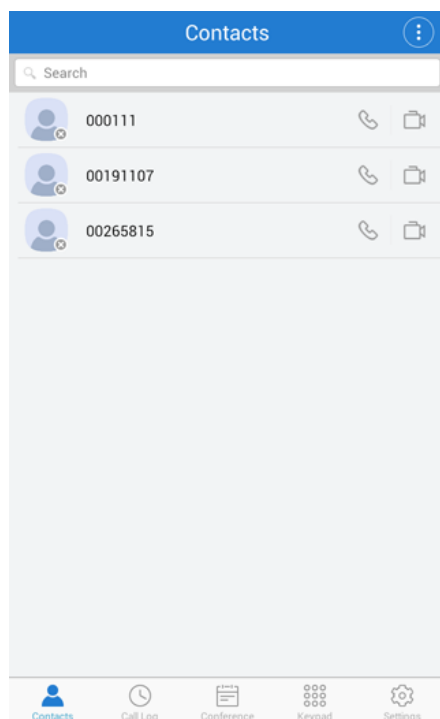 Contacts
Search
000111
00191107
00265815
Contacts Call Log Conference Keypad Settings